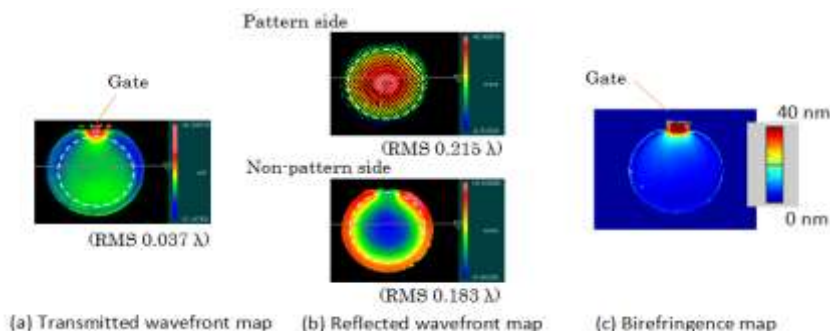 Pattern side
Gate
(RMS 0.215 λ)
Non-pattern side
(RMS 0.037 λ)
(RMS 0.183 λ)
Gate
40 nm
0 nm
(a) Transmitted wavefront map
(b) Reflected wavefront map
(c) Birefringence map